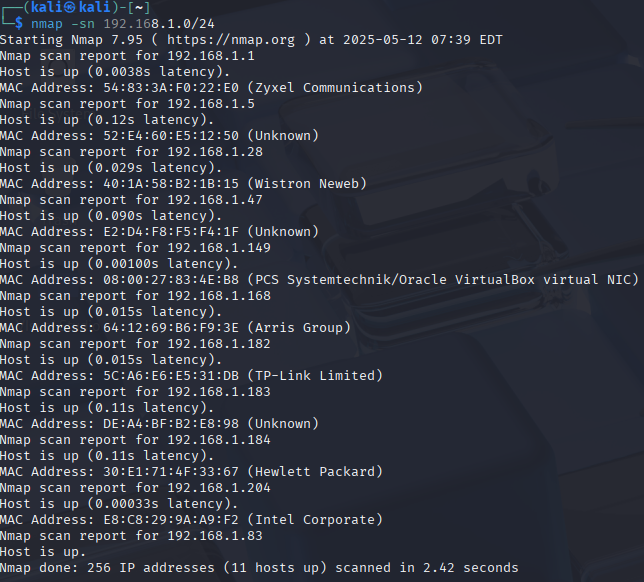 ┌──(kali㉿kali)-[~]
└─$ nmap -sn 192.168.1.0/24
Starting Nmap 7.95 ( https://nmap.org ) at 2025-05-12 07:39 EDT
Nmap scan report for 192.168.1.1
Host is up (0.0038s latency).
MAC Address: 54:83:3A:F0:22:E0 (Zyxel Communications)
Nmap scan report for 192.168.1.5
Host is up (0.12s latency).
MAC Address: 52:E4:60:E5:12:50 (Unknown)
Nmap scan report for 192.168.1.28
Host is up (0.029s latency).
MAC Address: 40:1A:58:B2:1B:15 (Wistron Neweb)
Nmap scan report for 192.168.1.47
Host is up (0.090s latency).
MAC Address: E2:D4:F8:F5:F4:1F (Unknown)
Nmap scan report for 192.168.1.149
Host is up (0.00100s latency).
MAC Address: 08:00:27:83:4E:B8 (PCS Systemtechnik/Oracle VirtualBox virtual NIC)
Nmap scan report for 192.168.1.168
Host is up (0.015s latency).
MAC Address: 64:12:69:B6:F9:3E (Arris Group)
Nmap scan report for 192.168.1.182
Host is up (0.015s latency).
MAC Address: 5C:A6:E6:E5:31:DB (TP-Link Limited)
Nmap scan report for 192.168.1.183
Host is up (0.11s latency).
MAC Address: DE:A4:BF:B2:E8:98 (Unknown)
Nmap scan report for 192.168.1.184
Host is up (0.11s latency).
MAC Address: 30:E1:71:4F:33:67 (Hewlett Packard)
Nmap scan report for 192.168.1.204
Host is up (0.00033s latency).
MAC Address: E8:C8:29:9A:A9:F2 (Intel Corporate)
Nmap scan report for 192.168.1.83
Host is up.
Nmap done: 256 IP addresses (11 hosts up) scanned in 2.42 seconds